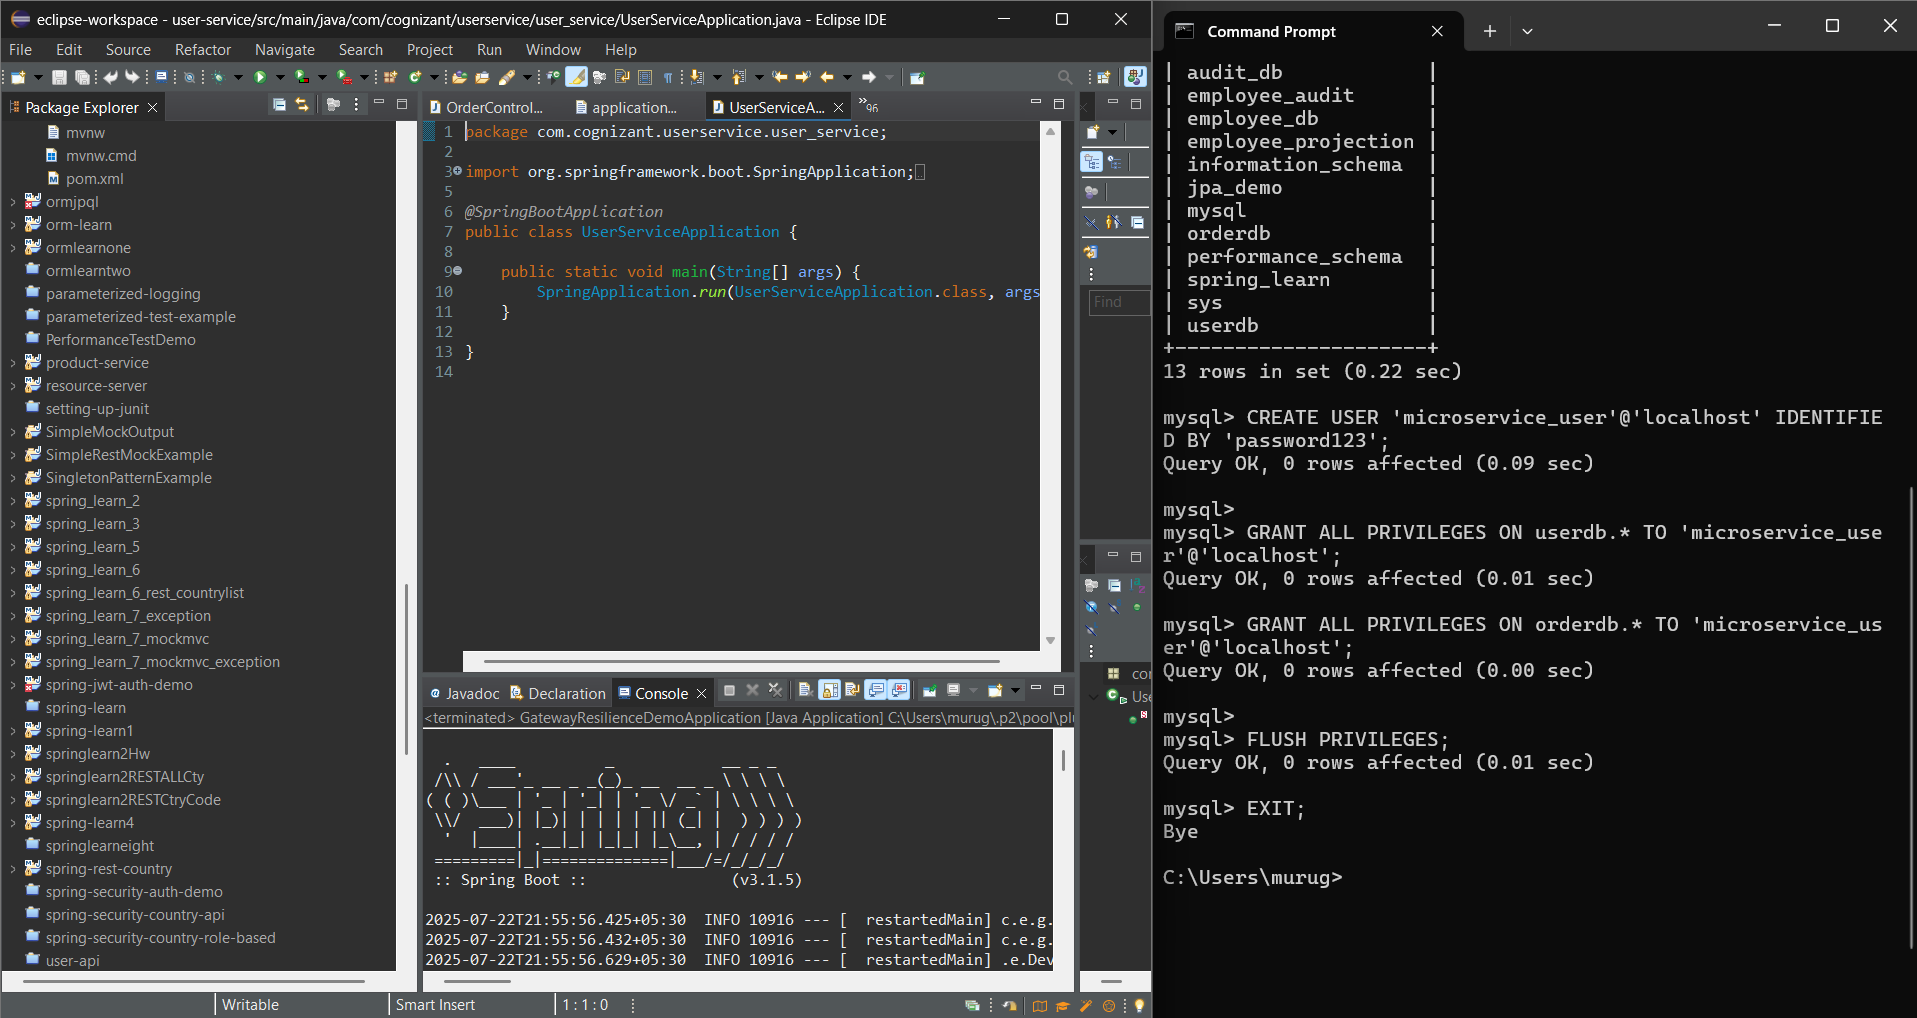 eclipse-workspace - user-service/src/main/java/com/cognizant/userservice/user_service/UserServiceApplication.java - Eclipse IDE
File Edit Source Refactor Navigate Search Project Run Window Help
Package Explorer
mvnw
mvnw.cmd
pom.xml
ormjpql
orm-learn
ormlearnone
ormlearntwo
parameterized-logging
parameterized-test-example
PerformanceTestDemo
product-service
resource-server
setting-up-junit
SimpleMockOutput
SimpleRestMockExample
SingletonPatternExample
spring_learn_2
spring_learn_3
spring_learn_5
spring_learn_6
spring_learn_6_rest_countrylist
spring_learn_7_exception
spring_learn_7_mockmvc
spring_learn_7_mockmvc_exception
spring-jwt-auth-demo
spring-learn
spring-learn1
springlearn2Hw
springlearn2RESTALLCty
springlearn2RESTCtryCode
spring-learn4
springlearneight
spring-rest-country
spring-security-auth-demo
spring-security-country-api
spring-security-country-role-based
user-api
OrderControl... application... UserServiceA... »96
1 package com.cognizant.userservice.user_service;
2
3 import org.springframework.boot.SpringApplication;
5
6 @SpringBootApplication
7 public class UserServiceApplication {
8
9 public static void main(String[] args) {
10 SpringApplication.run(UserServiceApplication.class, args
11 }
12
13 }
14
Find
Javadoc Declaration Console
<terminated> GatewayResilienceDemoApplication [Java Application] C:\Users\murug\.p2\pool\plu
:: Spring Boot :: (v3.1.5)
2025-07-22T21:55:56.425+05:30 INFO 10916 --- [ restartedMain] c.e.g.
2025-07-22T21:55:56.432+05:30 INFO 10916 --- [ restartedMain] c.e.g.
2025-07-22T21:55:56.629+05:30 INFO 10916 --- [ restartedMain] .e.Dev
co
Use
Writable Smart Insert 1 : 1 : 0
Command Prompt
| audit_db |
| employee_audit |
| employee_db |
| employee_projection |
| information_schema |
| jpa_demo |
| mysql |
| orderdb |
| performance_schema |
| spring_learn |
| sys |
| userdb |
+---------------------+
13 rows in set (0.22 sec)
mysql> CREATE USER 'microservice_user'@'localhost' IDENTIFIE
D BY 'password123';
Query OK, 0 rows affected (0.09 sec)
mysql>
mysql> GRANT ALL PRIVILEGES ON userdb.* TO 'microservice_use
r'@'localhost';
Query OK, 0 rows affected (0.01 sec)
mysql> GRANT ALL PRIVILEGES ON orderdb.* TO 'microservice_us
er'@'localhost';
Query OK, 0 rows affected (0.00 sec)
mysql>
mysql> FLUSH PRIVILEGES;
Query OK, 0 rows affected (0.01 sec)
mysql> EXIT;
Bye
C:\Users\murug>